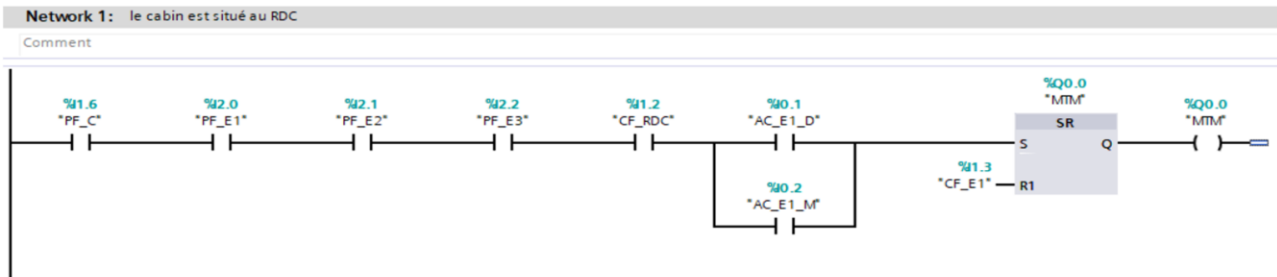 Network 1: le cabin est situé au RDC
Comment
%I1.6 %I2.0 %I2.1 %I2.2 %I1.2 %I0.1 %Q0.0 %Q0.0
"PF_C" "PF_E1" "PF_E2" "PF_E3" "CF_RDC" "AC_E1_D" "MTM" "MTM"
SR
S Q
%I1.3
"CF_E1" R1
%I0.2
"AC_E1_M"